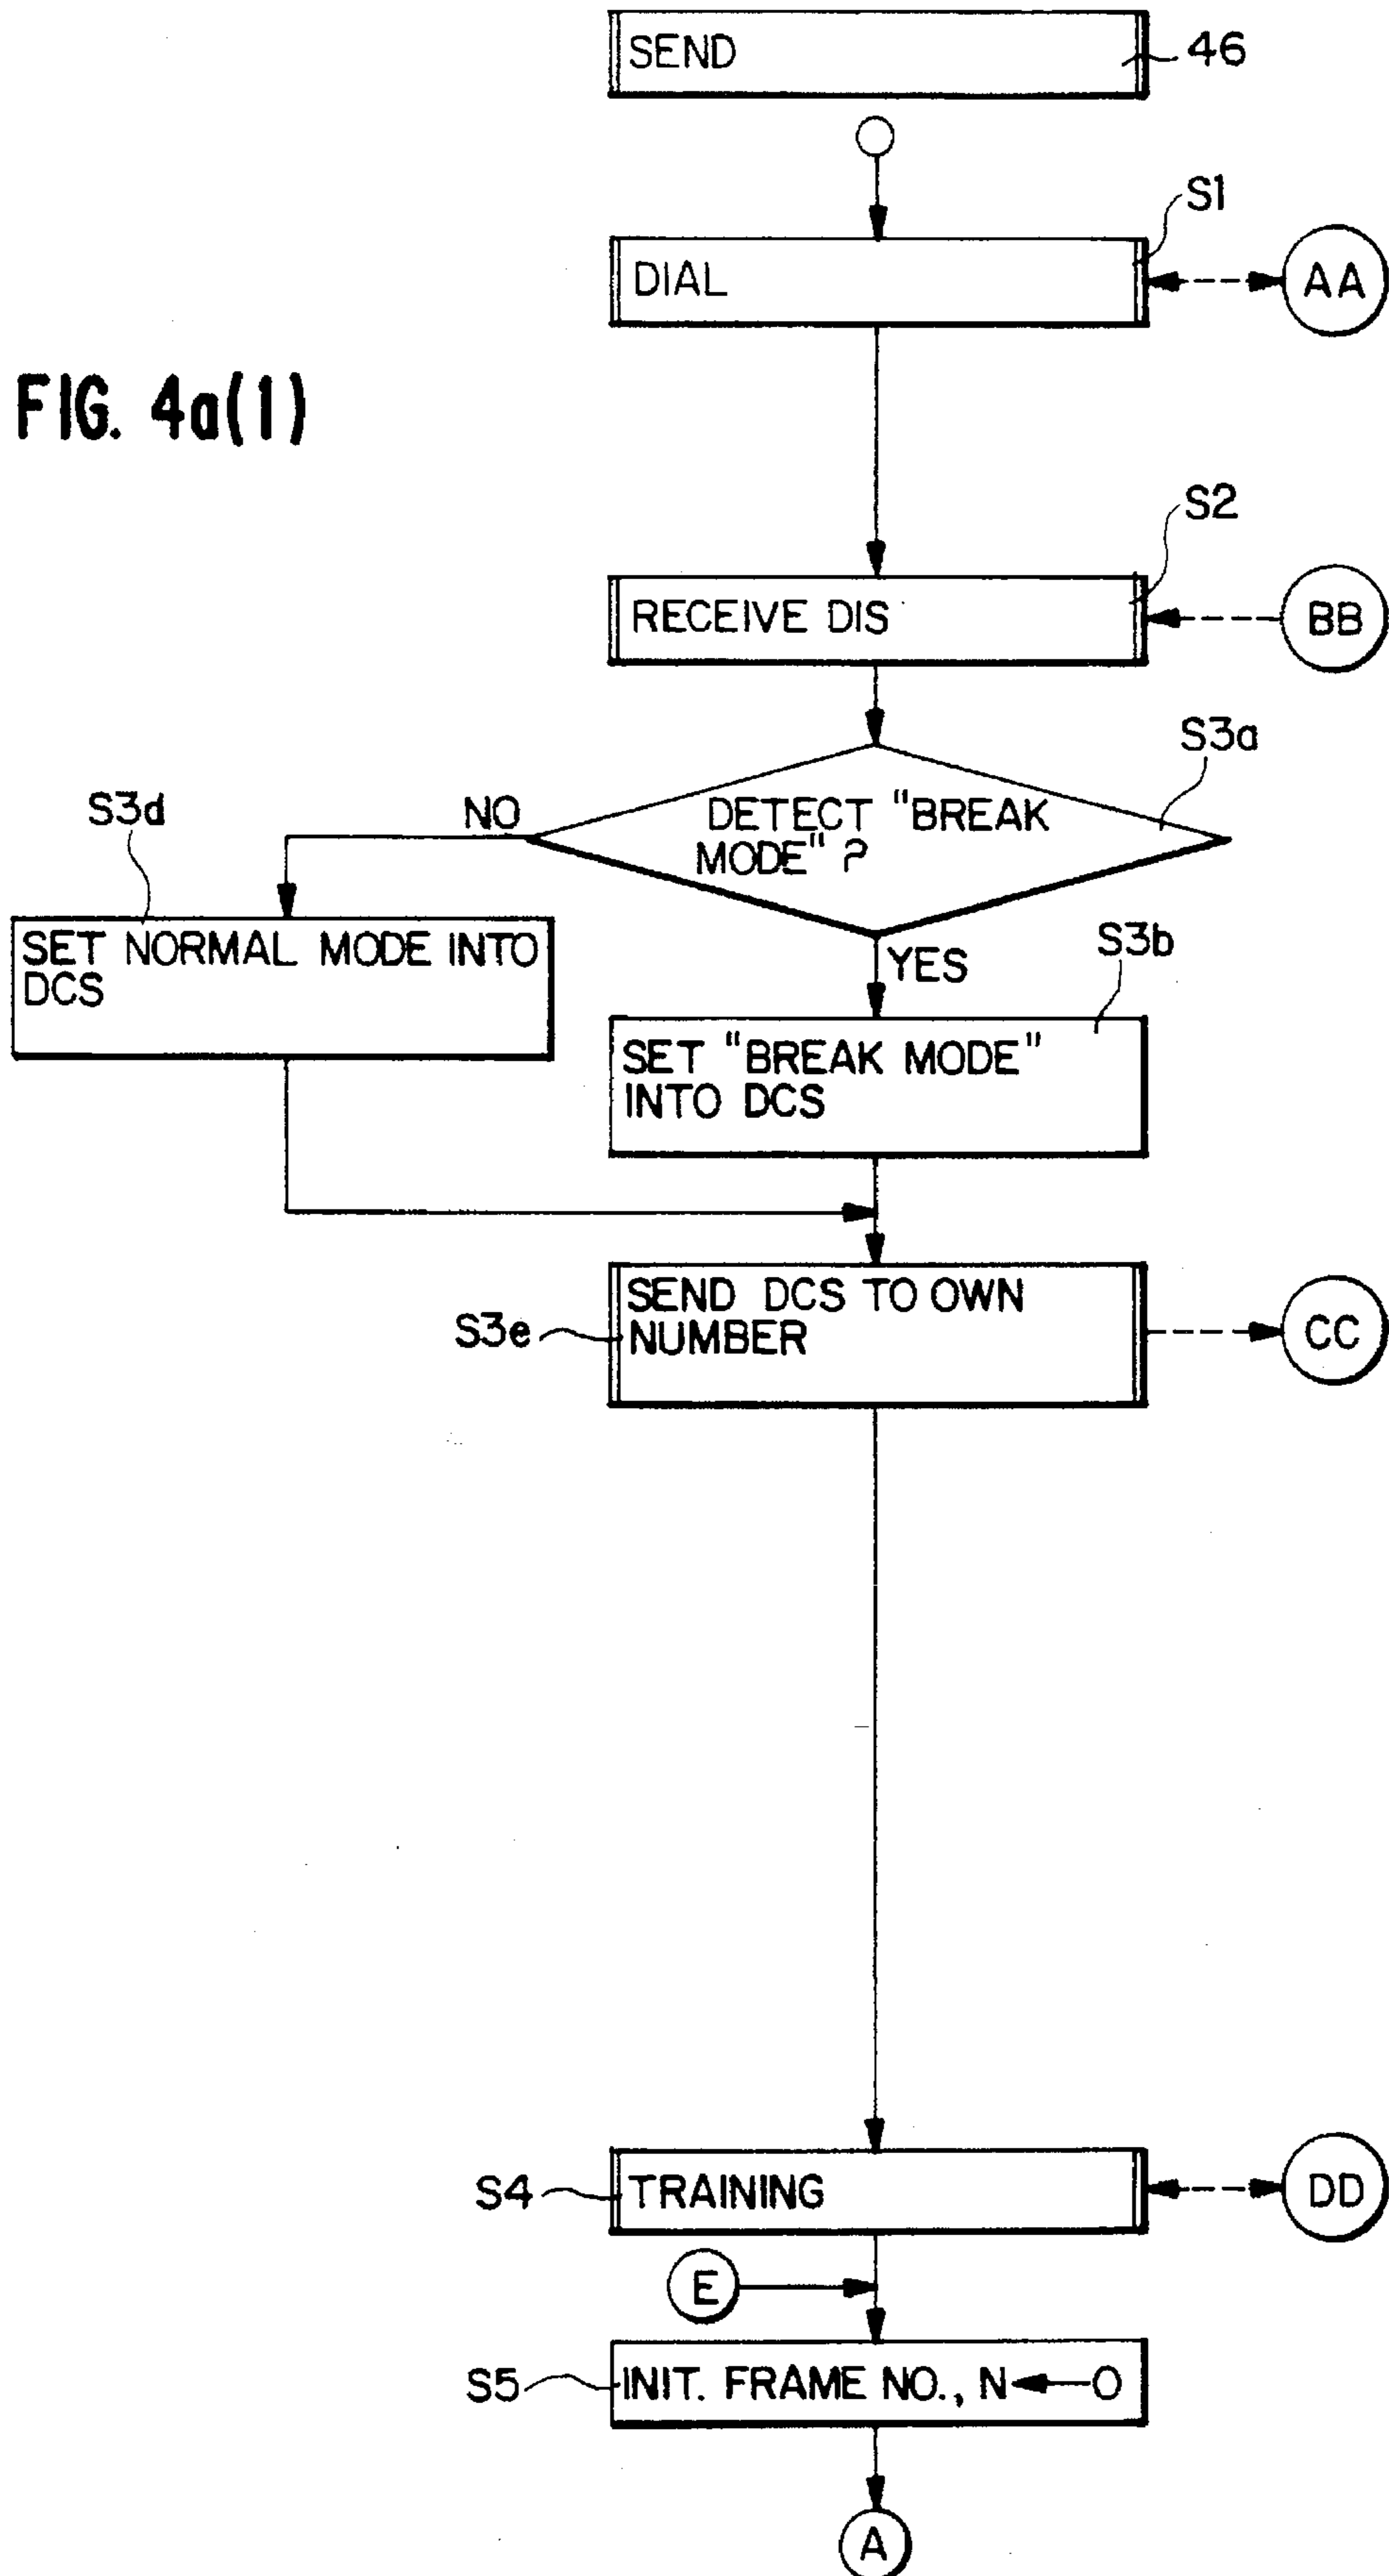 SEND
46
S1
DIAL
AA
FIG. 4a(1)
S2
RECEIVE DIS
BB
S3a
S3d
NO
DETECT "BREAK
MODE" ?
SET NORMAL MODE INTO
DCS
YES
S3b
SET "BREAK MODE"
INTO DCS
SEND DCS TO OWN
NUMBER
S3e
CC
S4
TRAINING
DD
E
S5
INIT. FRAME NO., N←0
A